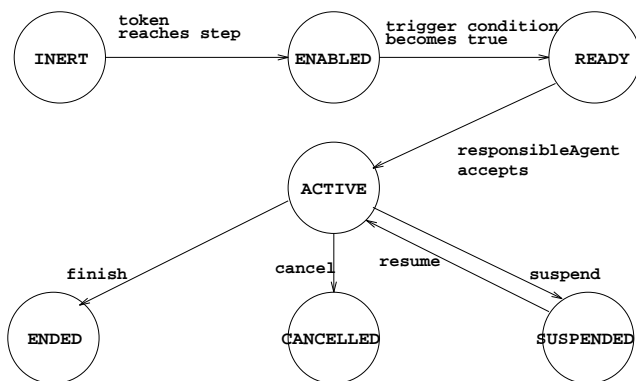 token
reaches step
trigger condition
becomes true
INERT
ENABLED
READY
responsibleAgent
accepts
ACTIVE
finish
cancel
resume
suspend
ENDED
CANCELLED
SUSPENDED